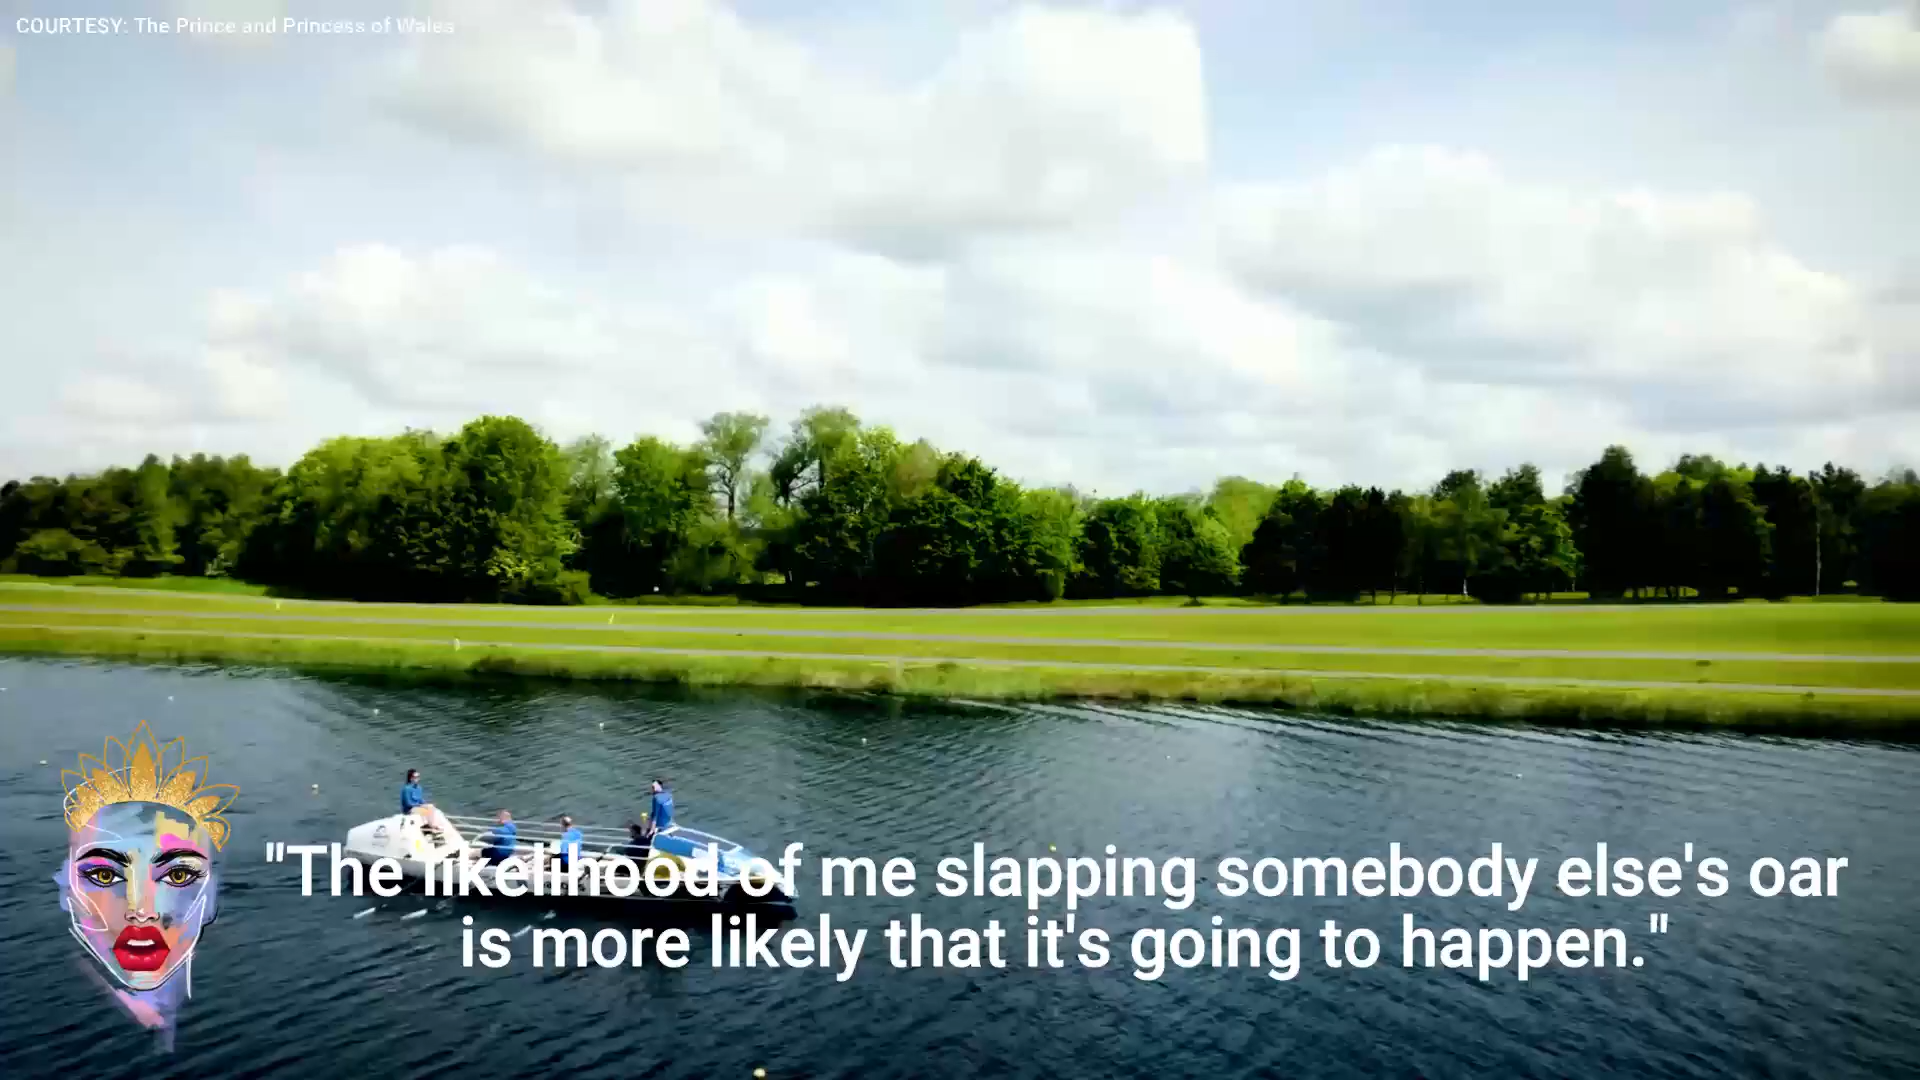 COURTESY: The Prince and Princess of Wales
"The likelihood of me slapping somebody else's oar
is more likely that it's going to happen."